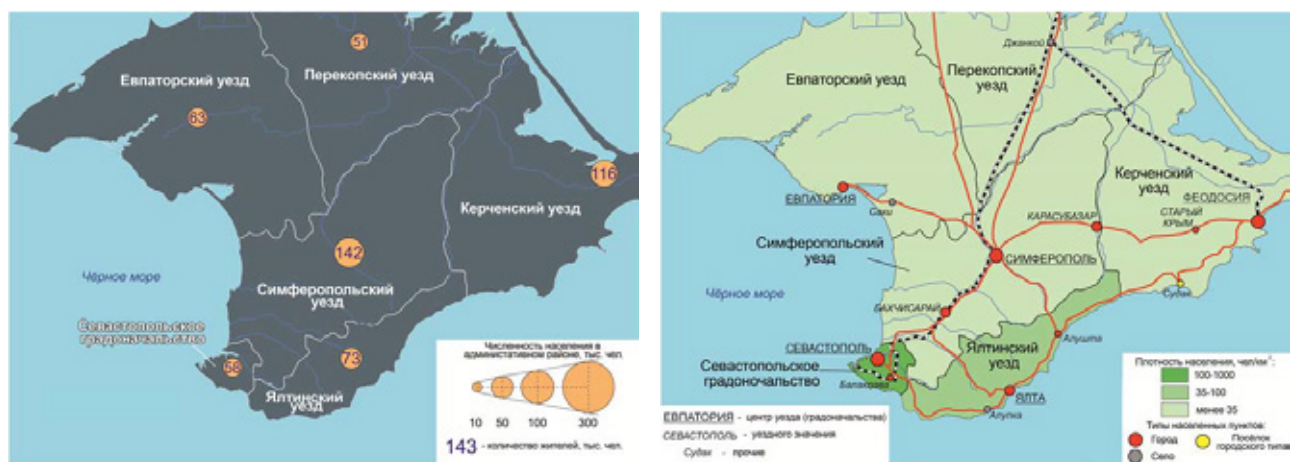 51
Евпаторский уезд
Перекопский уезд
63
116
Керченский уезд
142
Чёрное море
Симферопольский
уезд
Севастопольское
градоначальство
58
73
Ялтинский
уезд
Численность населения в
административном районе, тыс. чел.
10 50 100 300
143 - количество жителей, тыс. чел.
Джанкой
Евпаторский уезд
Перекопский
уезд
Керченский
уезд
ФЕОДОСИЯ
ЕВПАТОРИЯ
Саки
КАРАСУБАЗАР
СТАРЫЙ
КРЫМ
Симферопольский
уезд
СИМФЕРОПОЛЬ
Судак
Чёрное море
БАХЧИСАРАЙ
Алушта
СЕВАСТОПОЛЬ
Ялтинский
уезд
Севастопольское
градоночальство
Балаклава
ЯЛТА
Алупка
Плотность населения, чел/км²:
100-1000
35-100
менее 35
Типы населенных пунктов:
Город
Посёлок
городского типа
Село
ЕВПАТОРИЯ - центр уезда (градоначальства)
СЕВАСТОПОЛЬ - уездного значения
Судак - прочие